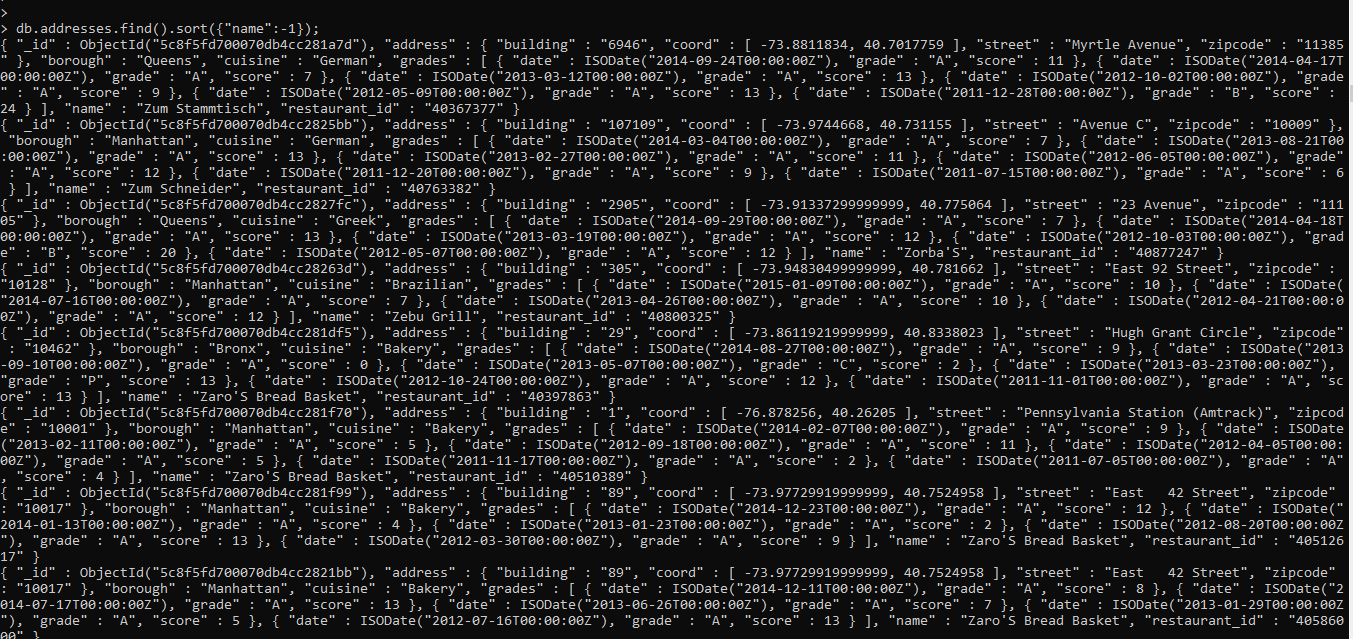 >
> db.addresses.find().sort({"name":-1});
{ "_id" : ObjectId("5c8f5fd700070db4cc281a7d"), "address" : { "building" : "6946", "coord" : [ -73.8811834, 40.7017759 ], "street" : "Myrtle Avenue", "zipcode" : "11385
" }, "borough" : "Queens", "cuisine" : "German", "grades" : [ { "date" : ISODate("2014-09-24T00:00:00Z"), "grade" : "A", "score" : 11 }, { "date" : ISODate("2014-04-17T
00:00:00Z"), "grade" : "A", "score" : 7 }, { "date" : ISODate("2013-03-12T00:00:00Z"), "grade" : "A", "score" : 13 }, { "date" : ISODate("2012-10-02T00:00:00Z"), "grade
" : "A", "score" : 9 }, { "date" : ISODate("2012-05-09T00:00:00Z"), "grade" : "A", "score" : 13 }, { "date" : ISODate("2011-12-28T00:00:00Z"), "grade" : "B", "score" :
24 } ], "name" : "Zum Stammtisch", "restaurant_id" : "40367377" }
{ "_id" : ObjectId("5c8f5fd700070db4cc2825bb"), "address" : { "building" : "107109", "coord" : [ -73.9744668, 40.731155 ], "street" : "Avenue C", "zipcode" : "10009" },
"borough" : "Manhattan", "cuisine" : "German", "grades" : [ { "date" : ISODate("2014-03-04T00:00:00Z"), "grade" : "A", "score" : 7 }, { "date" : ISODate("2013-08-21T00
:00:00Z"), "grade" : "A", "score" : 13 }, { "date" : ISODate("2013-02-27T00:00:00Z"), "grade" : "A", "score" : 11 }, { "date" : ISODate("2012-06-05T00:00:00Z"), "grade"
: "A", "score" : 12 }, { "date" : ISODate("2011-12-20T00:00:00Z"), "grade" : "A", "score" : 9 }, { "date" : ISODate("2011-07-15T00:00:00Z"), "grade" : "A", "score" : 6
} ], "name" : "Zum Schneider", "restaurant_id" : "40763382" }
{ "_id" : ObjectId("5c8f5fd700070db4cc2827fc"), "address" : { "building" : "2905", "coord" : [ -73.91337299999999, 40.775064 ], "street" : "23 Avenue", "zipcode" : "111
05" }, "borough" : "Queens", "cuisine" : "Greek", "grades" : [ { "date" : ISODate("2014-09-29T00:00:00Z"), "grade" : "A", "score" : 7 }, { "date" : ISODate("2014-04-18T
00:00:00Z"), "grade" : "A", "score" : 13 }, { "date" : ISODate("2013-03-19T00:00:00Z"), "grade" : "A", "score" : 12 }, { "date" : ISODate("2012-10-03T00:00:00Z"), "grad
e" : "B", "score" : 20 }, { "date" : ISODate("2012-05-07T00:00:00Z"), "grade" : "A", "score" : 12 } ], "name" : "Zorba'S", "restaurant_id" : "40877247" }
{ "_id" : ObjectId("5c8f5fd700070db4cc28263d"), "address" : { "building" : "305", "coord" : [ -73.94830499999999, 40.781662 ], "street" : "East 92 Street", "zipcode" :
"10128" }, "borough" : "Manhattan", "cuisine" : "Brazilian", "grades" : [ { "date" : ISODate("2015-01-09T00:00:00Z"), "grade" : "A", "score" : 10 }, { "date" : ISODate(
"2014-07-16T00:00:00Z"), "grade" : "A", "score" : 7 }, { "date" : ISODate("2013-04-26T00:00:00Z"), "grade" : "A", "score" : 10 }, { "date" : ISODate("2012-04-21T00:00:0
0Z"), "grade" : "A", "score" : 12 } ], "name" : "Zebu Grill", "restaurant_id" : "40800325" }
{ "_id" : ObjectId("5c8f5fd700070db4cc281df5"), "address" : { "building" : "29", "coord" : [ -73.86119219999999, 40.8338023 ], "street" : "Hugh Grant Circle", "zipcode"
: "10462" }, "borough" : "Bronx", "cuisine" : "Bakery", "grades" : [ { "date" : ISODate("2014-08-27T00:00:00Z"), "grade" : "A", "score" : 9 }, { "date" : ISODate("2013
-09-10T00:00:00Z"), "grade" : "A", "score" : 0 }, { "date" : ISODate("2013-05-07T00:00:00Z"), "grade" : "C", "score" : 2 }, { "date" : ISODate("2013-03-23T00:00:00Z"),
"grade" : "P", "score" : 13 }, { "date" : ISODate("2012-10-24T00:00:00Z"), "grade" : "A", "score" : 12 }, { "date" : ISODate("2011-11-01T00:00:00Z"), "grade" : "A", "sc
ore" : 13 } ], "name" : "Zaro'S Bread Basket", "restaurant_id" : "40397863" }
{ "_id" : ObjectId("5c8f5fd700070db4cc281f70"), "address" : { "building" : "1", "coord" : [ -76.878256, 40.26205 ], "street" : "Pennsylvania Station (Amtrack)", "zipcod
e" : "10001" }, "borough" : "Manhattan", "cuisine" : "Bakery", "grades" : [ { "date" : ISODate("2014-02-07T00:00:00Z"), "grade" : "A", "score" : 9 }, { "date" : ISODate
("2013-02-11T00:00:00Z"), "grade" : "A", "score" : 5 }, { "date" : ISODate("2012-09-18T00:00:00Z"), "grade" : "A", "score" : 11 }, { "date" : ISODate("2012-04-05T00:00:
00Z"), "grade" : "A", "score" : 5 }, { "date" : ISODate("2011-11-17T00:00:00Z"), "grade" : "A", "score" : 2 }, { "date" : ISODate("2011-07-05T00:00:00Z"), "grade" : "A"
, "score" : 4 } ], "name" : "Zaro'S Bread Basket", "restaurant_id" : "40510389" }
{ "_id" : ObjectId("5c8f5fd700070db4cc281f99"), "address" : { "building" : "89", "coord" : [ -73.97729919999999, 40.7524958 ], "street" : "East   42 Street", "zipcode"
: "10017" }, "borough" : "Manhattan", "cuisine" : "Bakery", "grades" : [ { "date" : ISODate("2014-12-23T00:00:00Z"), "grade" : "A", "score" : 12 }, { "date" : ISODate("
2014-01-13T00:00:00Z"), "grade" : "A", "score" : 4 }, { "date" : ISODate("2013-01-23T00:00:00Z"), "grade" : "A", "score" : 2 }, { "date" : ISODate("2012-08-20T00:00:00Z
"), "grade" : "A", "score" : 13 }, { "date" : ISODate("2012-03-30T00:00:00Z"), "grade" : "A", "score" : 9 } ], "name" : "Zaro'S Bread Basket", "restaurant_id" : "405126
17" }
{ "_id" : ObjectId("5c8f5fd700070db4cc2821bb"), "address" : { "building" : "89", "coord" : [ -73.97729919999999, 40.7524958 ], "street" : "East   42 Street", "zipcode"
: "10017" }, "borough" : "Manhattan", "cuisine" : "Bakery", "grades" : [ { "date" : ISODate("2014-12-11T00:00:00Z"), "grade" : "A", "score" : 8 }, { "date" : ISODate("2
014-07-17T00:00:00Z"), "grade" : "A", "score" : 13 }, { "date" : ISODate("2013-06-26T00:00:00Z"), "grade" : "A", "score" : 7 }, { "date" : ISODate("2013-01-29T00:00:00Z
"), "grade" : "A", "score" : 5 }, { "date" : ISODate("2012-07-16T00:00:00Z"), "grade" : "A", "score" : 13 } ], "name" : "Zaro'S Bread Basket", "restaurant_id" : "405860
00" }